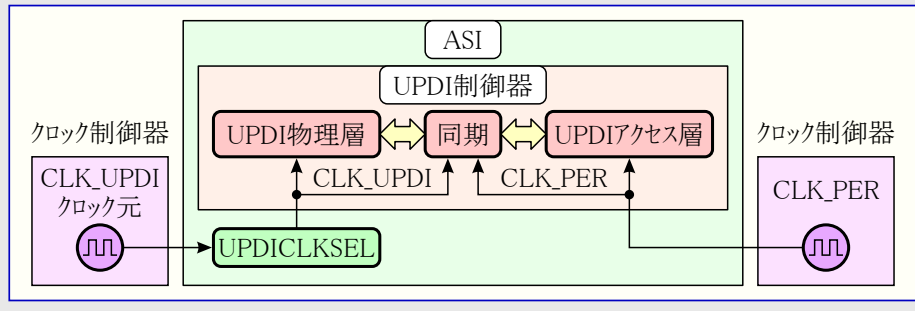 ASI
UPDI制御器
クロック制御器
UPDI物理層
同期
UPDIアクセス層
クロック制御器
CLK_UPDI
クロック元
CLK_UPDI
CLK_PER
CLK_PER
UPDICLKSEL